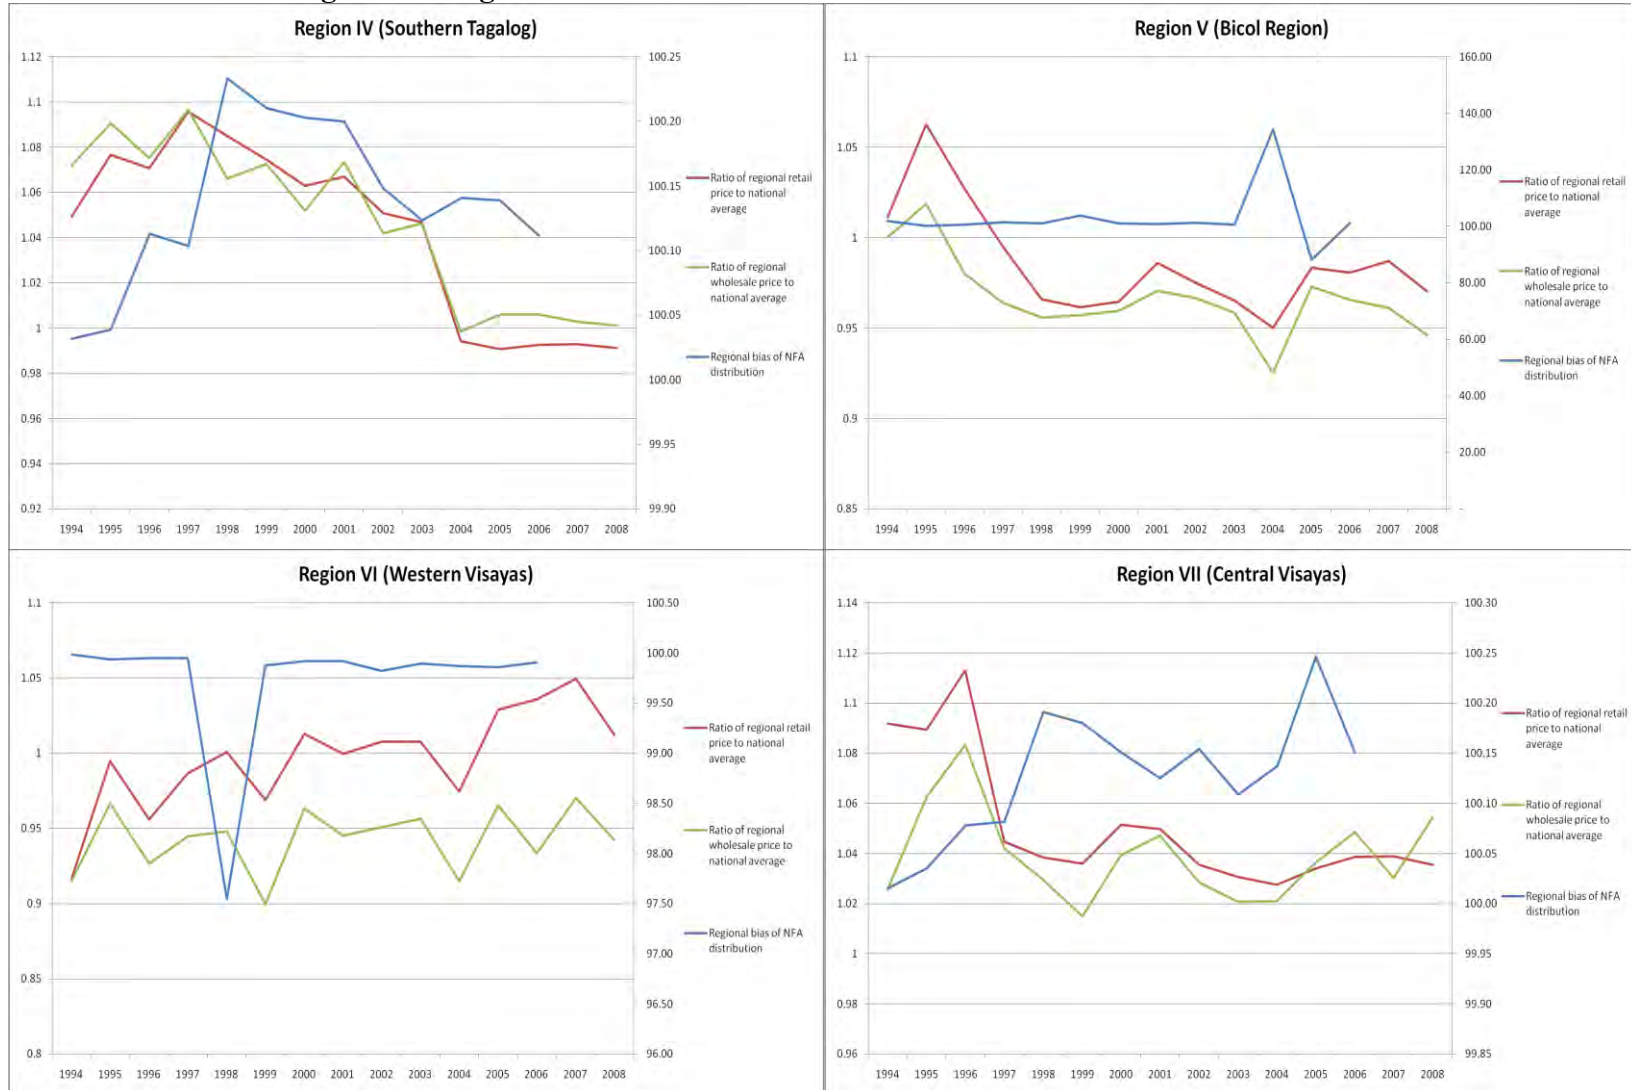 Region IV (Southern Tagalog)
1.12
1.1
1.08
1.06
1.04
1.02
1
0.98
0.96
0.94
0.92
100.25
100.20
100.15
100.10
100.05
100.00
99.95
99.90
1994 1995 1996 1997 1998 1999 2000 2001 2002 2003 2004 2005 2006 2007 2008
Ratio of regional retail
price to national
average
Ratio of regional
wholesale price to
national average
Regional bias of NFA
distribution
Region V (Bicol Region)
1.1
1.05
1
0.95
0.9
0.85
160.00
140.00
120.00
100.00
80.00
60.00
40.00
20.00
-
1994 1995 1996 1997 1998 1999 2000 2001 2002 2003 2004 2005 2006 2007 2008
Ratio of regional retail
price to national
average
Ratio of regional
wholesale price to
national average
Regional bias of NFA
distribution
Region VI (Western Visayas)
1.1
1.05
1
0.95
0.9
0.85
0.8
100.50
100.00
99.50
99.00
98.50
98.00
97.50
97.00
96.50
96.00
1994 1995 1996 1997 1998 1999 2000 2001 2002 2003 2004 2005 2006 2007 2008
Ratio of regional retail
price to national
average
Ratio of regional
wholesale price to
national average
Regional bias of NFA
distribution
Region VII (Central Visayas)
1.14
1.12
1.1
1.08
1.06
1.04
1.02
1
0.98
0.96
100.30
100.25
100.20
100.15
100.10
100.05
100.00
99.95
99.90
99.85
1994 1995 1996 1997 1998 1999 2000 2001 2002 2003 2004 2005 2006 2007 2008
Ratio of regional retail
price to national
average
Ratio of regional
wholesale price to
national average
Regional bias of NFA
distribution